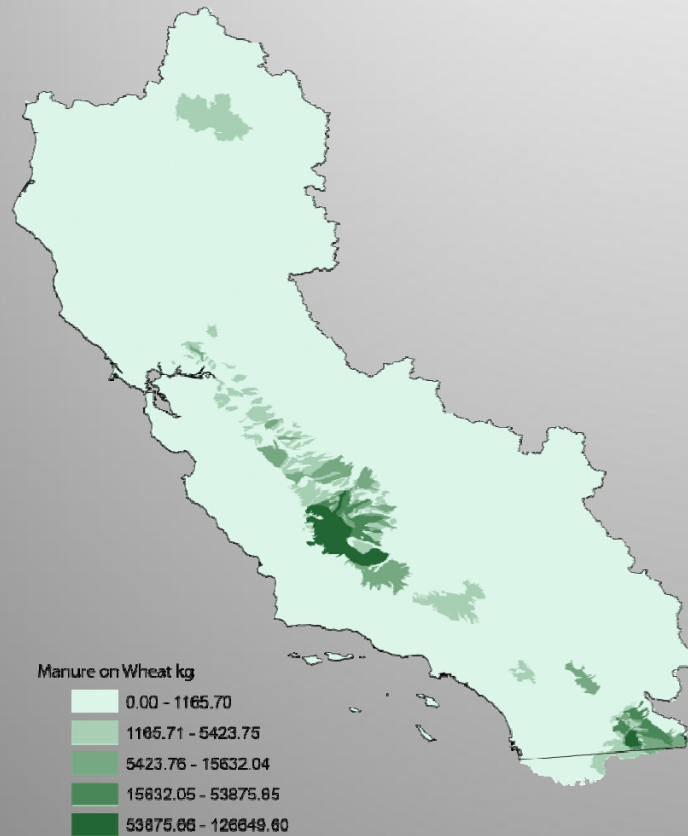 Manure on Wheat kg
0.00 - 1165.70
1165.71 - 5423.75
5423.76 - 15632.04
15632.05 - 53875.65
53875.66 - 126649.60